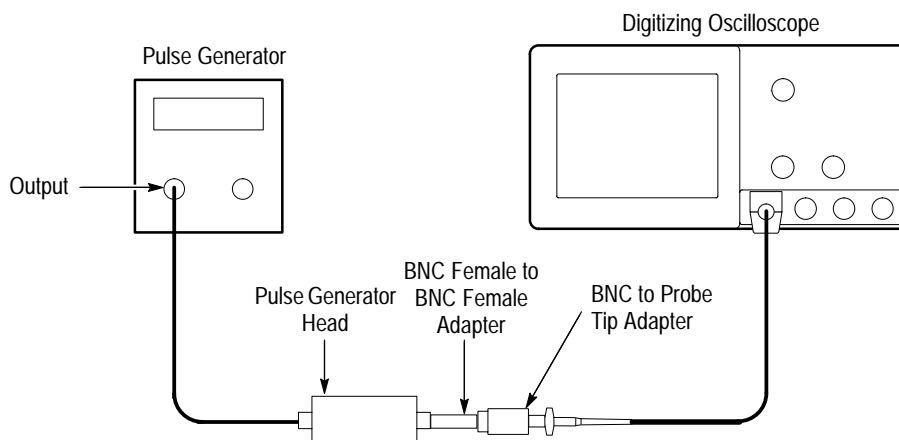 Digitizing Oscilloscope
Pulse Generator
Output
Pulse Generator
Head
BNC Female to
BNC Female
Adapter
BNC to Probe
Tip Adapter